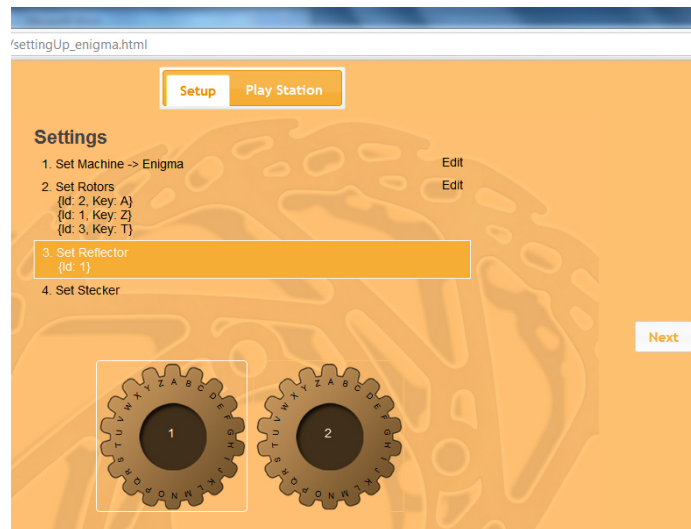 /settingUp_enigma.html
Setup Play Station
Settings
1. Set Machine -> Enigma Edit
2. Set Rotors Edit
{Id: 2, Key: A}
{Id: 1, Key: Z}
{Id: 3, Key: T}
3. Set Reflector
{Id: 1}
4. Set Stecker
Next
A B C D E F G H I J K L M N O P Q R S T U V W X Y Z
1
A B C D E F G H I J K L M N O P Q R S T U V W X Y Z
2